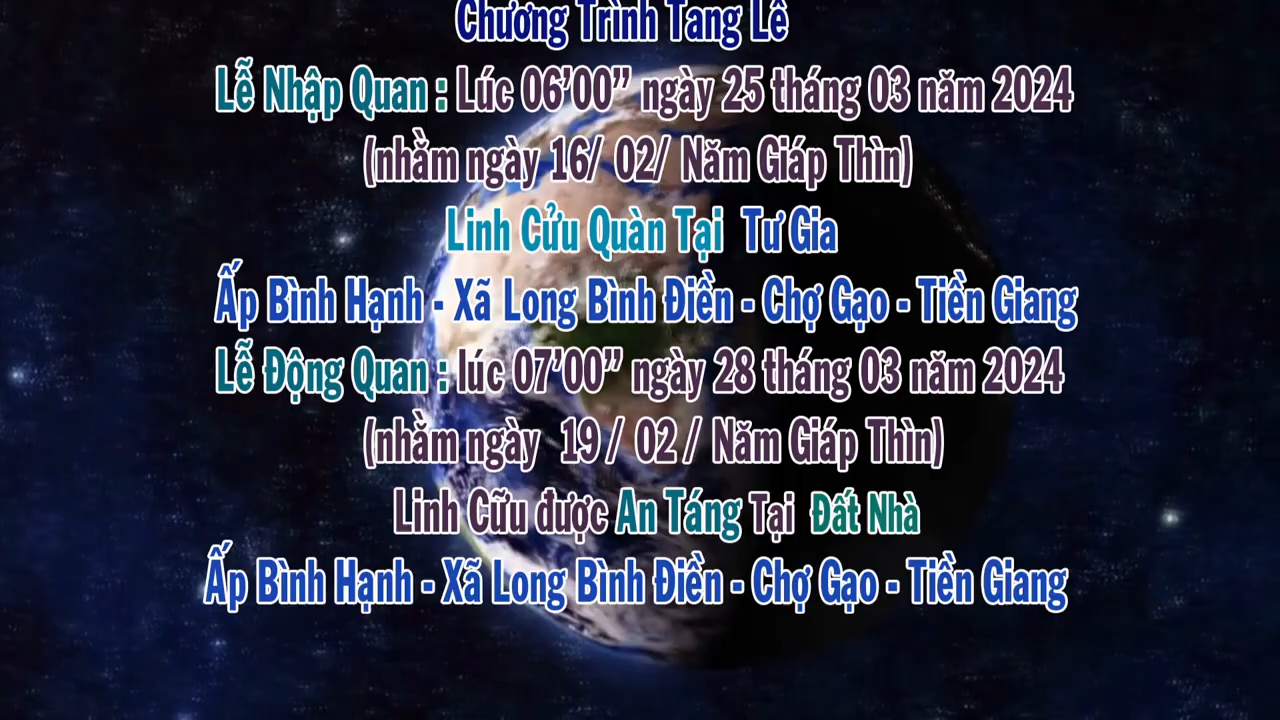 Chương Trình Tang Lễ
Lễ Nhập Quan : Lúc 06’00” ngày 25 tháng 03 năm 2024
(nhằm ngày 16/ 02/ Năm Giáp Thìn)
Linh Cửu Quàn Tại Tư Gia
Ấp Bình Hạnh - Xã Long Bình Điền - Chợ Gạo - Tiền Giang
Lễ Động Quan : lúc 07’00” ngày 28 tháng 03 năm 2024
(nhằm ngày 19 / 02 / Năm Giáp Thìn)
Linh Cữu được An Táng Tại Đất Nhà
Ấp Bình Hạnh - Xã Long Bình Điền - Chợ Gạo - Tiền Giang